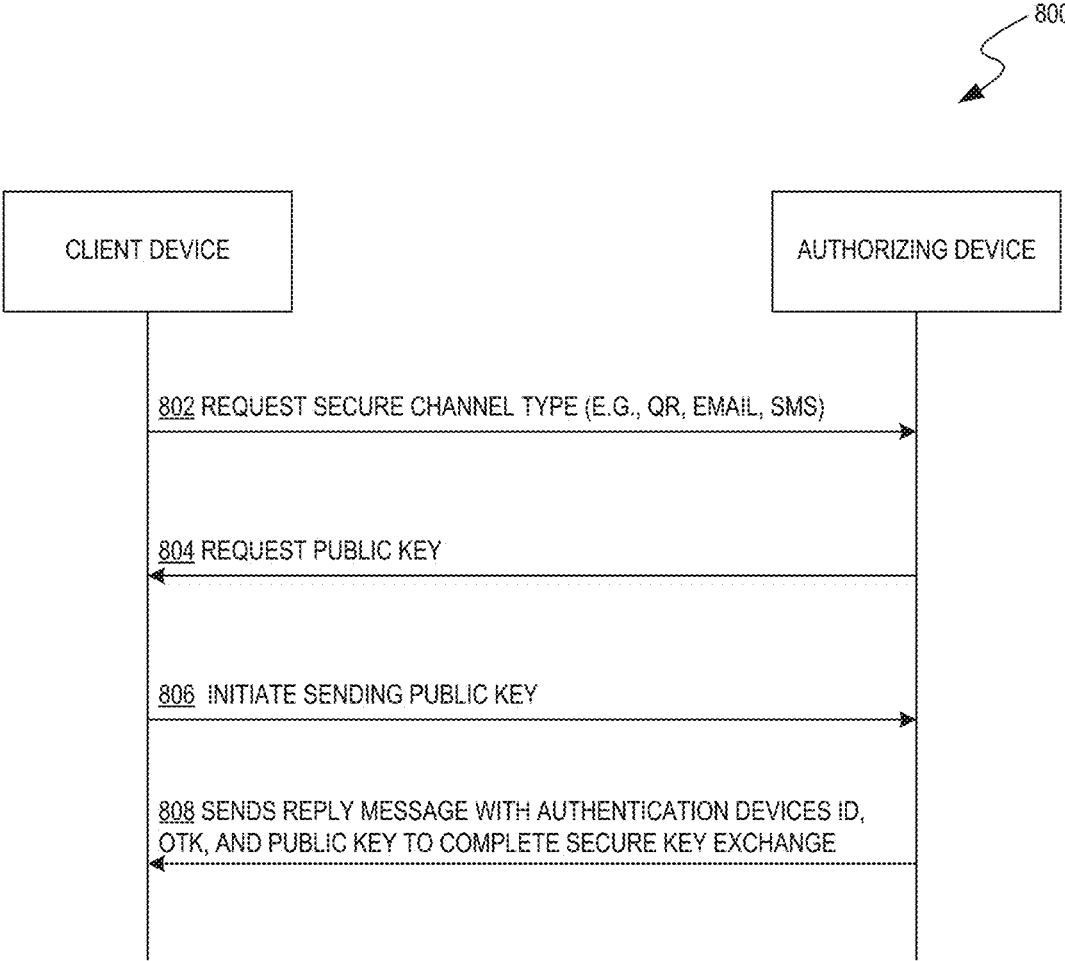 800
CLIENT DEVICE
AUTHORIZING DEVICE
802 REQUEST SECURE CHANNEL TYPE (E.G., QR, EMAIL, SMS)
804 REQUEST PUBLIC KEY
806 INITIATE SENDING PUBLIC KEY
808 SENDS REPLY MESSAGE WITH AUTHENTICATION DEVICES ID,
OTK, AND PUBLIC KEY TO COMPLETE SECURE KEY EXCHANGE